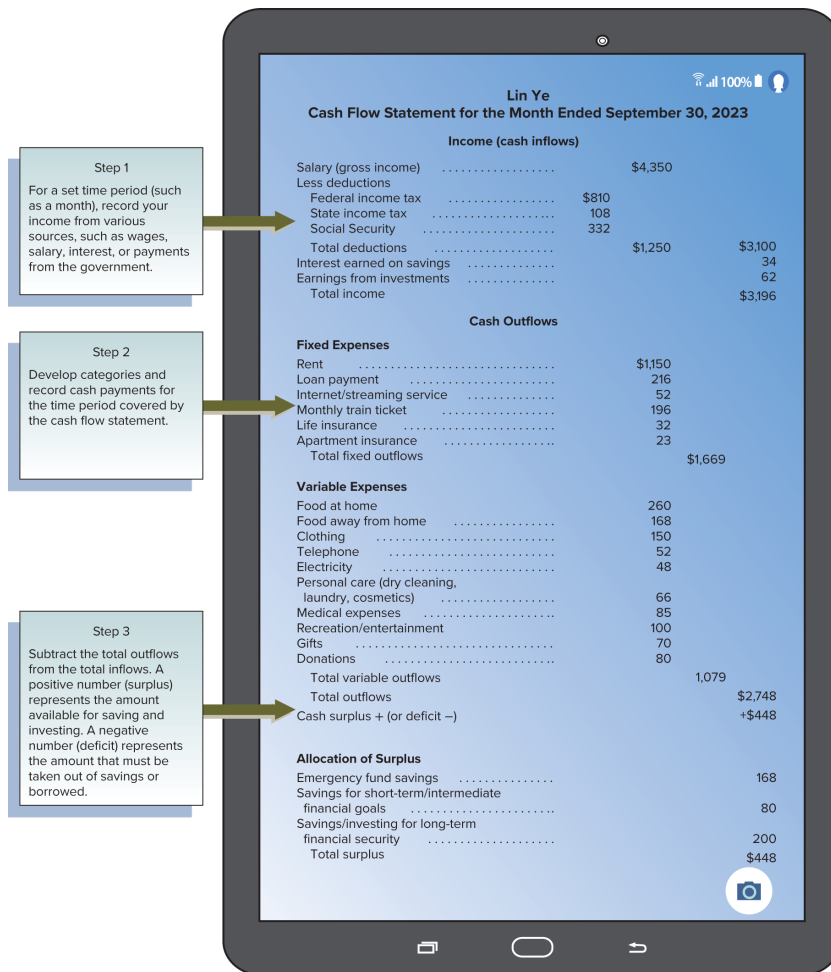 100%
Lin Ye
Cash Flow Statement for the Month Ended September 30, 2023
Income (cash inflows)
Salary (gross income) . . . . . . . . . . . . . . . . . . $4,350
Less deductions
Federal income tax . . . . . . . . . . . . . . . . . $810
State income tax . . . . . . . . . . . . . . . . . . . 108
Social Security . . . . . . . . . . . . . . . . . . . . . 332
Total deductions . . . . . . . . . . . . . . . . . . . $1,250 $3,100
Interest earned on savings . . . . . . . . . . . . . . 34
Earnings from investments . . . . . . . . . . . . . . 62
Total income $3,196
Step 1
For a set time period (such
as a month), record your
income from various
sources, such as wages,
salary, interest, or payments
from the government.
Cash Outflows
Fixed Expenses
Rent . . . . . . . . . . . . . . . . . . . . . . . . . . . . . . . $1,150
Loan payment . . . . . . . . . . . . . . . . . . . . . . . 216
Internet/streaming service . . . . . . . . . . . . . . 52
Monthly train ticket . . . . . . . . . . . . . . . . . . 196
Life insurance . . . . . . . . . . . . . . . . . . . . . . . . 32
Apartment insurance . . . . . . . . . . . . . . . . . . 23
Total fixed outflows $1,669
Step 2
Develop categories and
record cash payments for
the time period covered by
the cash flow statement.
Variable Expenses
Food at home 260
Food away from home . . . . . . . . . . . . . . . . 168
Clothing . . . . . . . . . . . . . . . . . . . . . . . . . . . . 150
Telephone . . . . . . . . . . . . . . . . . . . . . . . . . . 52
Electricity . . . . . . . . . . . . . . . . . . . . . . . . . . . 48
Personal care (dry cleaning,
laundry, cosmetics) . . . . . . . . . . . . . . . . . . 66
Medical expenses . . . . . . . . . . . . . . . . . . . . 85
Recreation/entertainment 100
Gifts . . . . . . . . . . . . . . . . . . . . . . . . . . . . . . . 70
Donations . . . . . . . . . . . . . . . . . . . . . . . . . . . 80
Total variable outflows 1,079
Total outflows $2,748
Cash surplus + (or deficit –) +$448
Step 3
Subtract the total outflows
from the total inflows. A
positive number (surplus)
represents the amount
available for saving and
investing. A negative
number (deficit) represents
the amount that must be
taken out of savings or
borrowed.
Allocation of Surplus
Emergency fund savings . . . . . . . . . . . . . . . 168
Savings for short-term/intermediate
financial goals . . . . . . . . . . . . . . . . . . . . . . . 80
Savings/investing for long-term
financial security . . . . . . . . . . . . . . . . . . . . 200
Total surplus $448